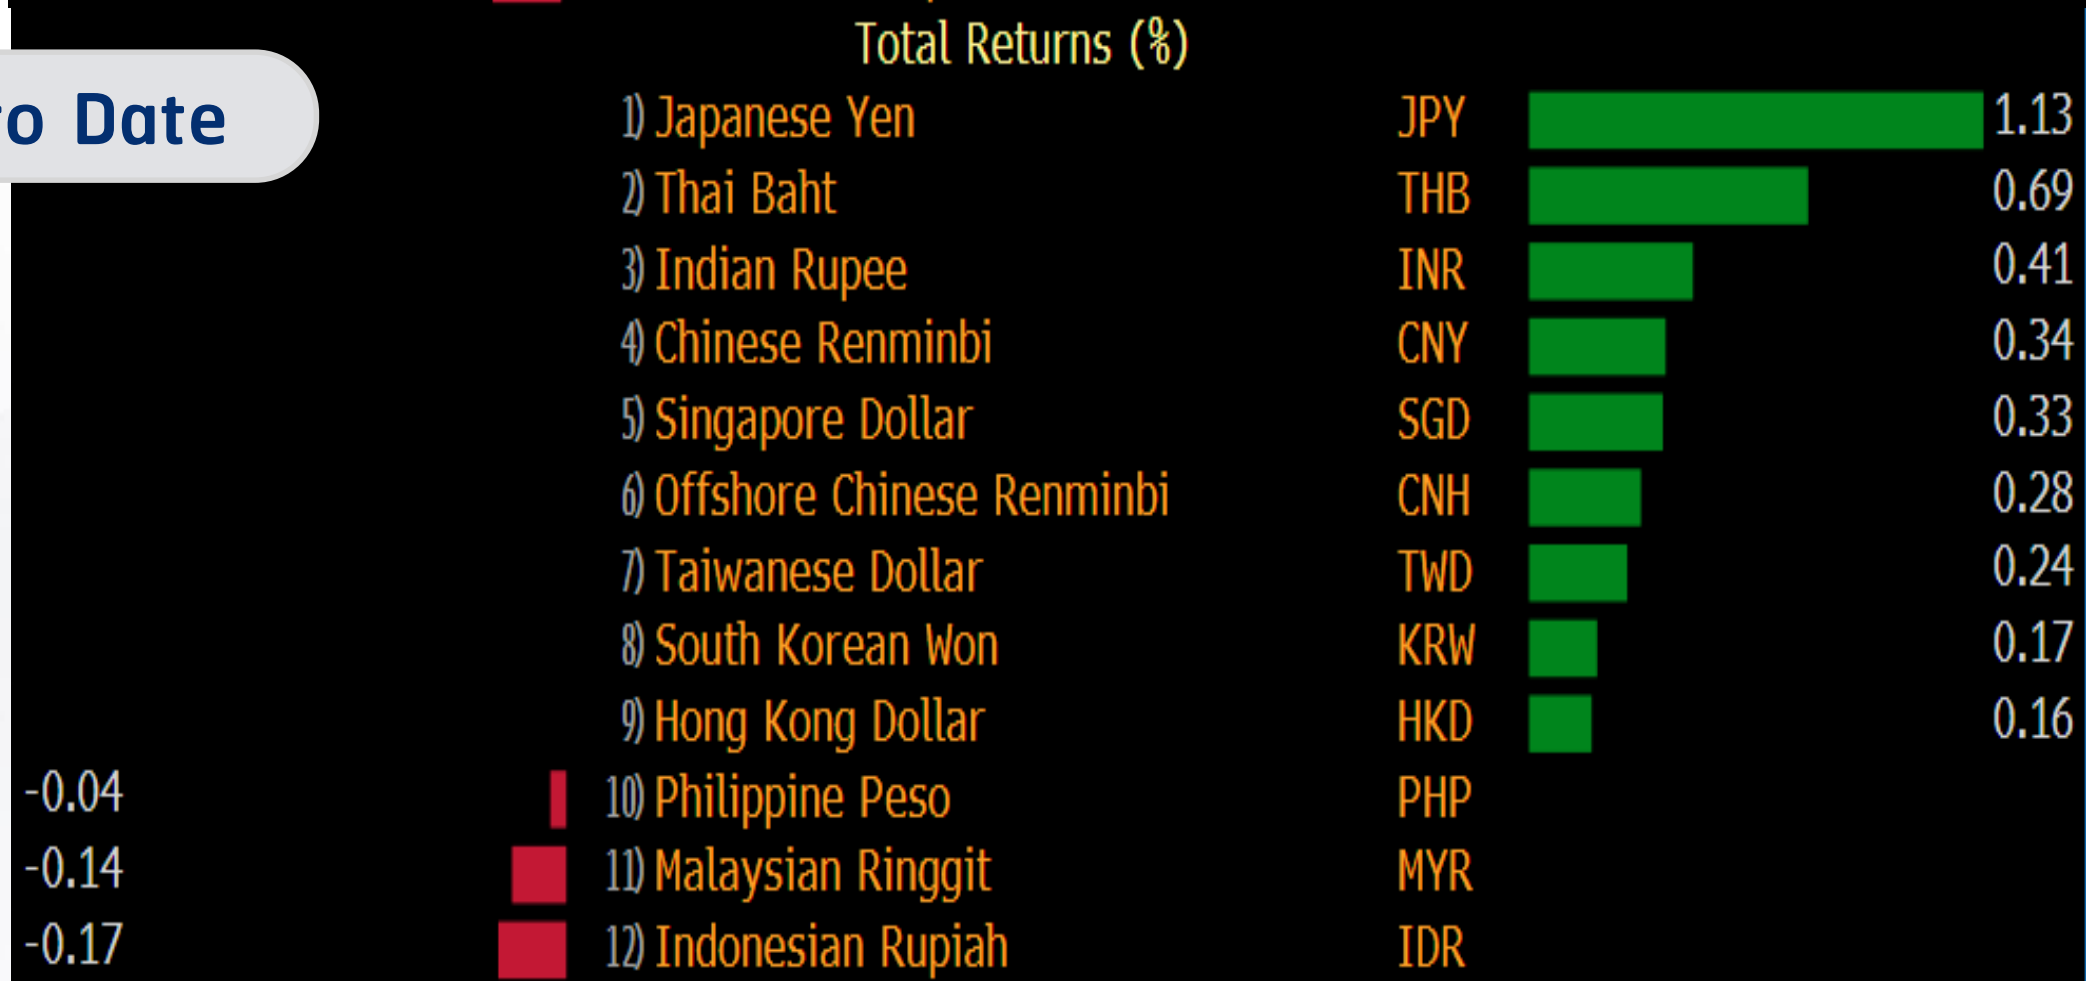 Total Returns (%)
to Date
1) Japanese Yen JPY 1.13
2) Thai Baht THB 0.69
3) Indian Rupee INR 0.41
4) Chinese Renminbi CNY 0.34
5) Singapore Dollar SGD 0.33
6) Offshore Chinese Renminbi CNH 0.28
7) Taiwanese Dollar TWD 0.24
8) South Korean Won KRW 0.17
9) Hong Kong Dollar HKD 0.16
-0.04 10) Philippine Peso PHP
-0.14 11) Malaysian Ringgit MYR
-0.17 12) Indonesian Rupiah IDR